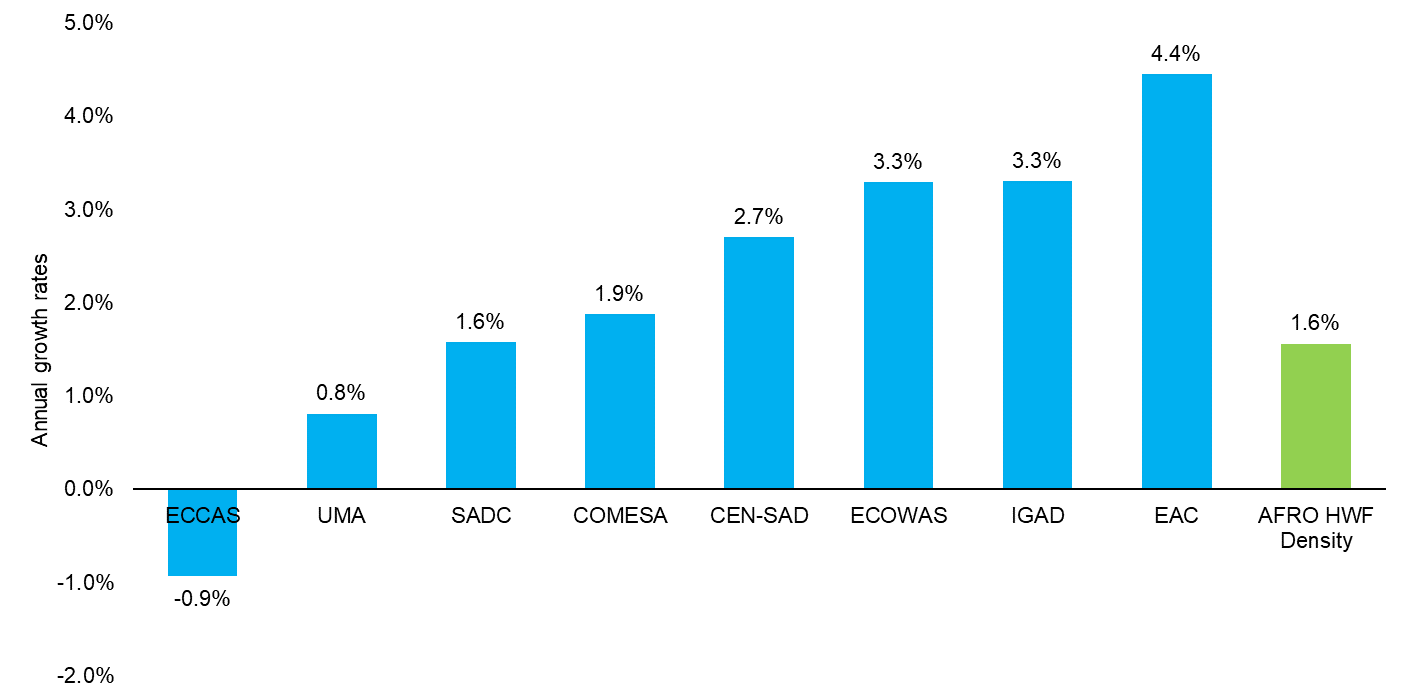 5.0%
4.0%
3.0%
2.0%
1.0%
0.0%
-1.0%
-2.0%
Annual growth rates
-0.9%
0.8%
1.6%
1.9%
2.7%
3.3%
3.3%
4.4%
1.6%
ECCAS
UMA
SADC
COMESA
CEN-SAD
ECOWAS
IGAD
EAC
AFRO HWF
Density